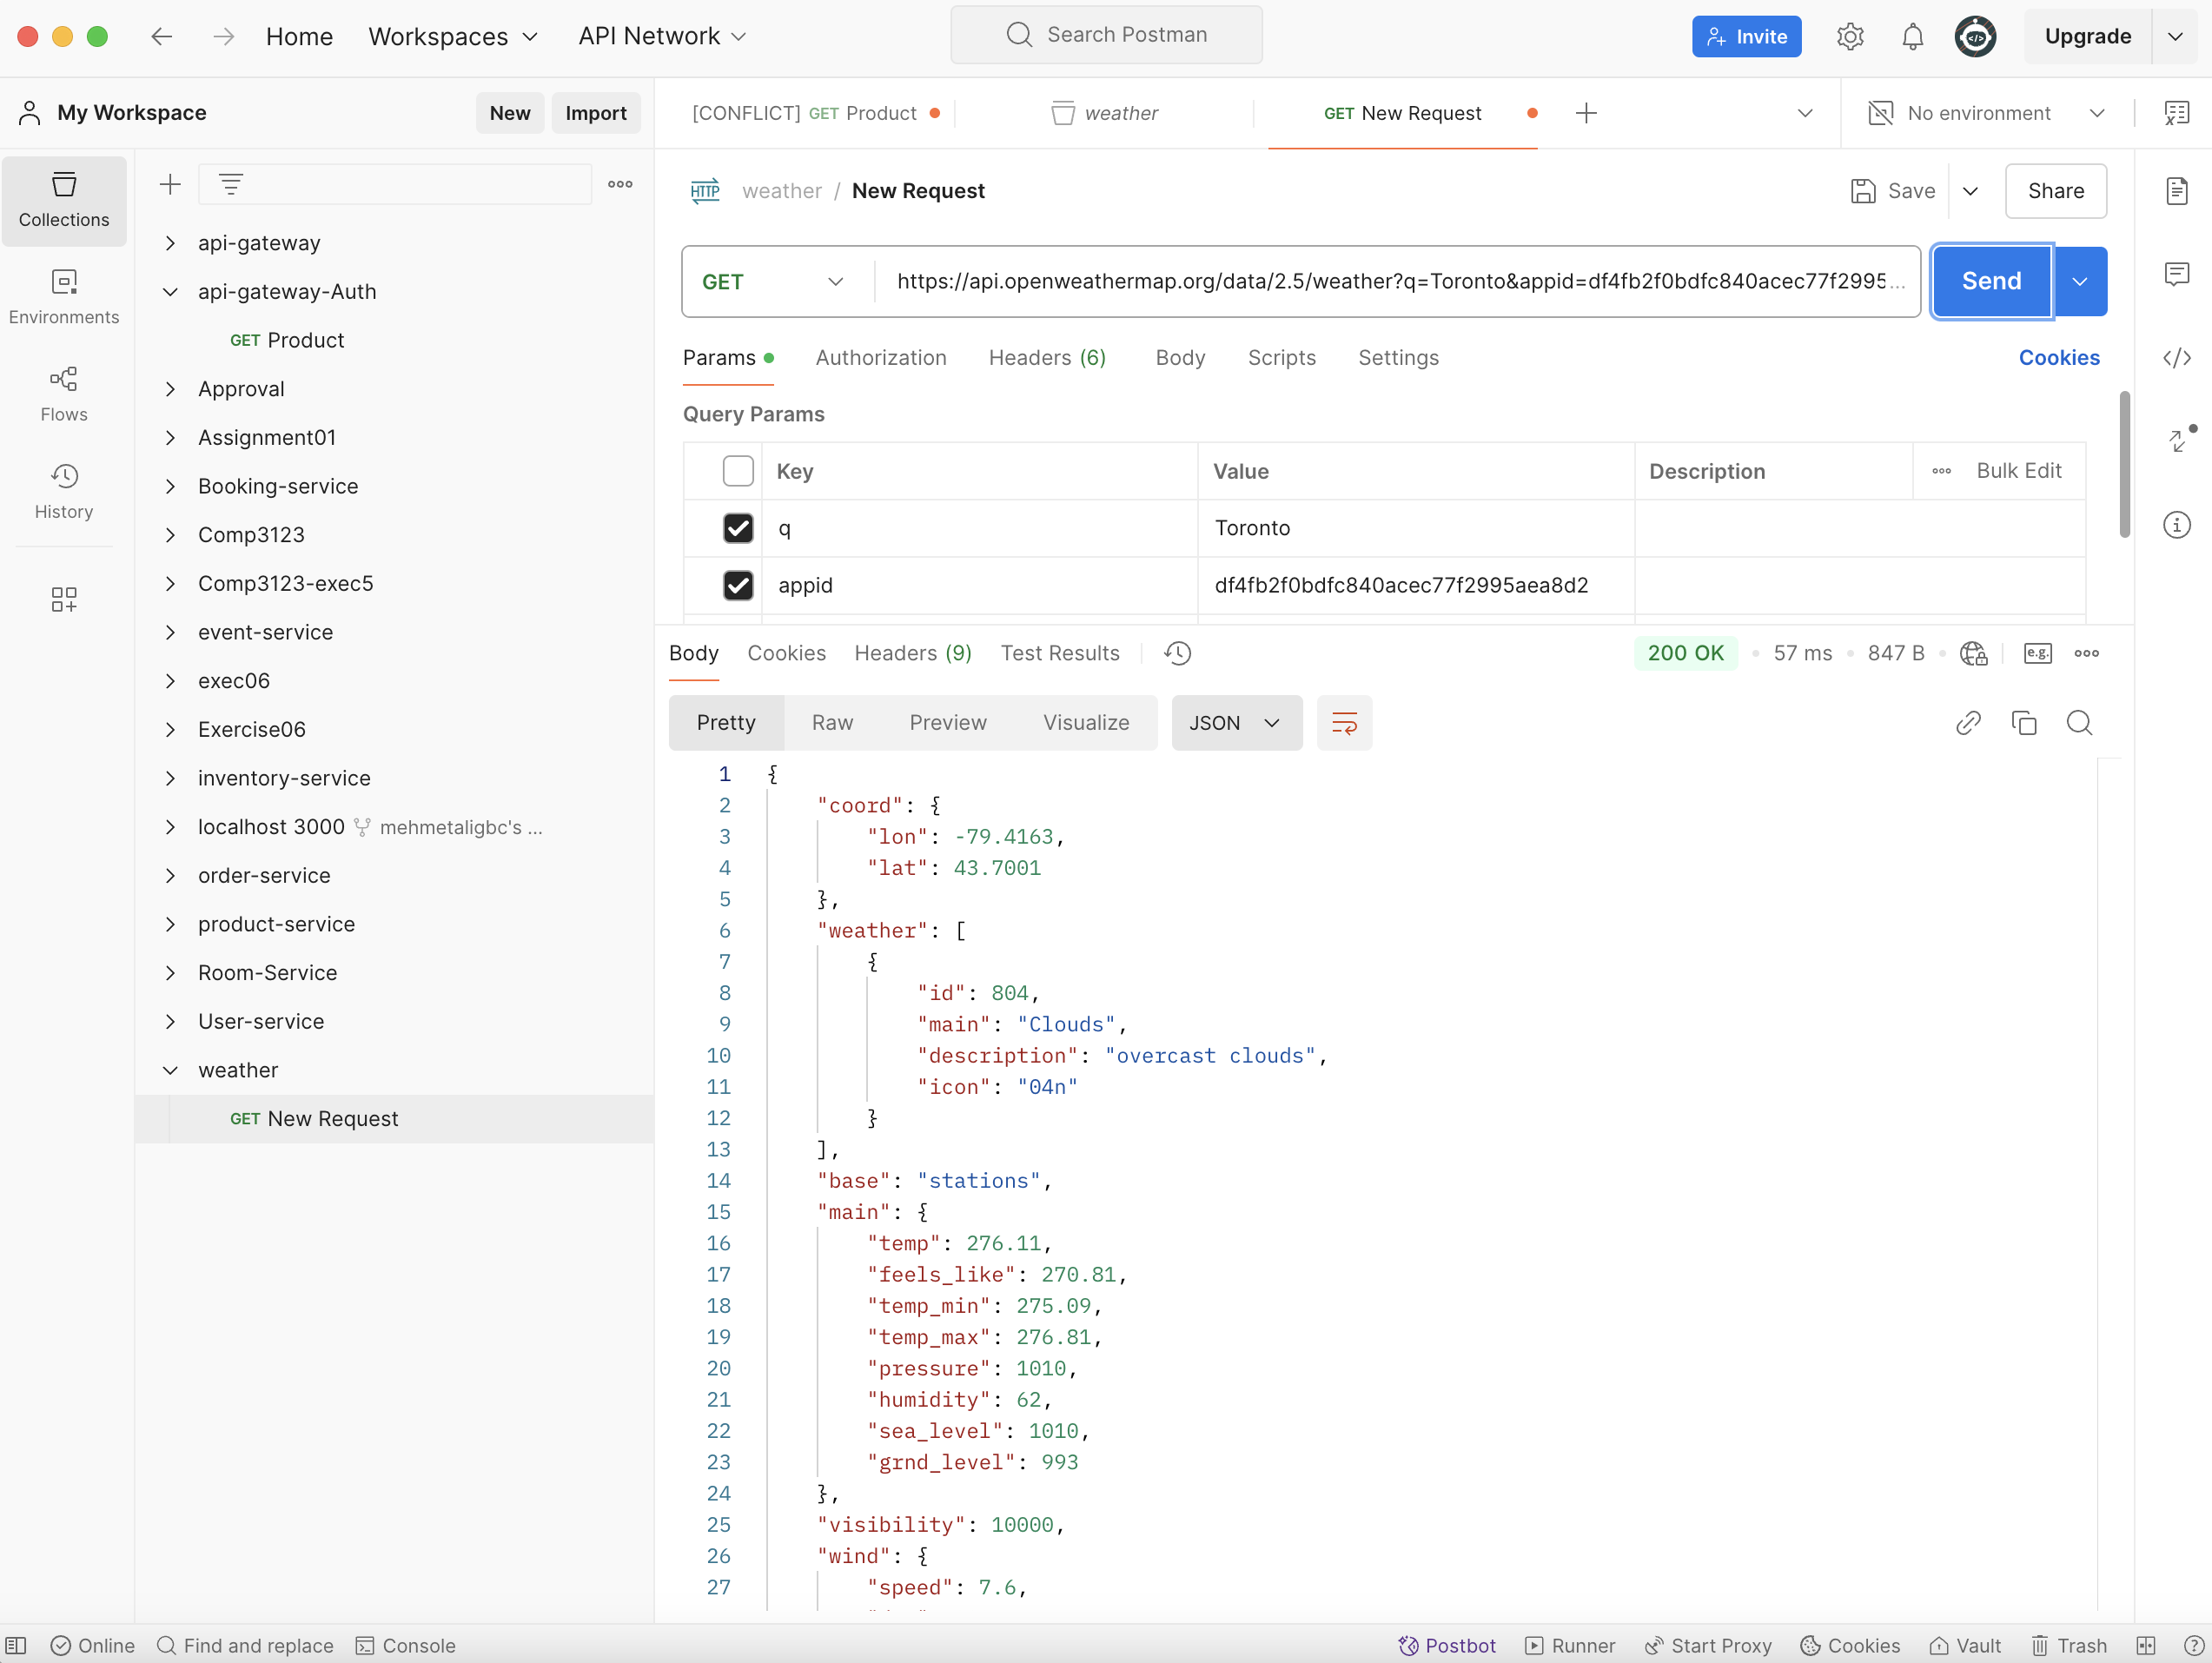 Home Workspaces API Network Search Postman Invite Upgrade
My Workspace New Import
[CONFLICT] GET Product weather GET New Request No environment
Collections
Environments
Flows
History
api-gateway
api-gateway-Auth
GET Product
Approval
Assignment01
Booking-service
Comp3123
Comp3123-exec5
event-service
exec06
Exercise06
inventory-service
localhost 3000 mehmetaligbc's ...
order-service
product-service
Room-Service
User-service
weather
GET New Request
HTTP weather / New Request Save Share
GET https://api.openweathermap.org/data/2.5/weather?q=Toronto&appid=df4fb2f0bdfc840acec77f2995... Send
Params Authorization Headers (6) Body Scripts Settings Cookies
Query Params
Key Value Description Bulk Edit
q Toronto
appid df4fb2f0bdfc840acec77f2995aea8d2
Body Cookies Headers (9) Test Results 200 OK 57 ms 847 B e.g.
Pretty Raw Preview Visualize JSON
1 {
2 "coord": {
3 "lon": -79.4163,
4 "lat": 43.7001
5 },
6 "weather": [
7 {
8 "id": 804,
9 "main": "Clouds",
10 "description": "overcast clouds",
11 "icon": "04n"
12 }
13 ],
14 "base": "stations",
15 "main": {
16 "temp": 276.11,
17 "feels_like": 270.81,
18 "temp_min": 275.09,
19 "temp_max": 276.81,
20 "pressure": 1010,
21 "humidity": 62,
22 "sea_level": 1010,
23 "grnd_level": 993
24 },
25 "visibility": 10000,
26 "wind": {
27 "speed": 7.6,
Online Find and replace Console Postbot Runner Start Proxy Cookies Vault Trash